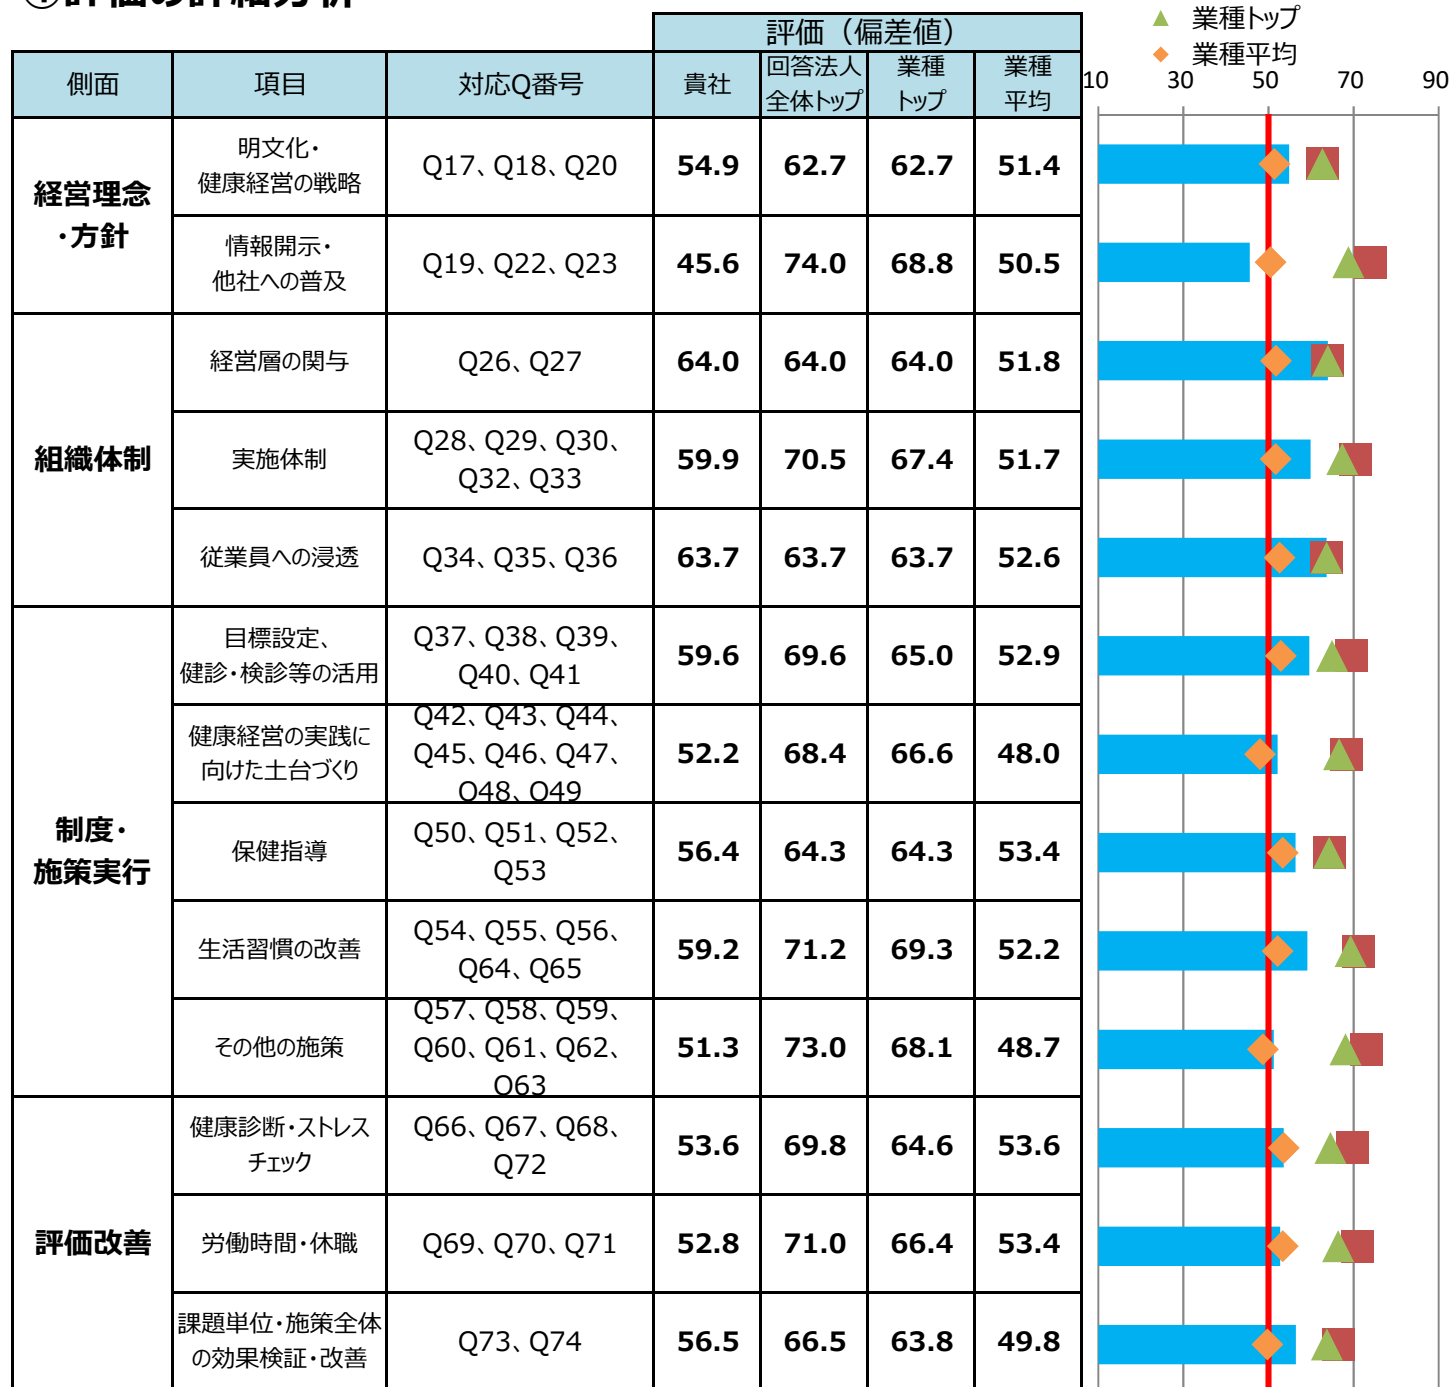 ①評価の詳細分析
▲ 業種トップ
◆ 業種平均
評価（偏差値）
側面 項目 対応Q番号 貴社 回答法人 業種 業種
全体トップ トップ 平均
10 30 50 70 90
経営理念
・方針
明文化・
健康経営の戦略
Q17、Q18、Q20 54.9 62.7 62.7 51.4
情報開示・
他社への普及
Q19、Q22、Q23 45.6 74.0 68.8 50.5
組織体制
経営層の関与 Q26、Q27 64.0 64.0 64.0 51.8
実施体制
Q28、Q29、Q30、
Q32、Q33
59.9 70.5 67.4 51.7
従業員への浸透 Q34、Q35、Q36 63.7 63.7 63.7 52.6
制度・
施策実行
目標設定、
健診・検診等の活用
Q37、Q38、Q39、
Q40、Q41
59.6 69.6 65.0 52.9
健康経営の実践に
向けた土台づくり
Q42、Q43、Q44、
Q45、Q46、Q47、
Q48、Q49
52.2 68.4 66.6 48.0
保健指導
Q50、Q51、Q52、
Q53
56.4 64.3 64.3 53.4
生活習慣の改善
Q54、Q55、Q56、
Q64、Q65
59.2 71.2 69.3 52.2
その他の施策
Q57、Q58、Q59、
Q60、Q61、Q62、
Q63
51.3 73.0 68.1 48.7
評価改善
健康診断・ストレス
チェック
Q66、Q67、Q68、
Q72
53.6 69.8 64.6 53.6
労働時間・休職 Q69、Q70、Q71 52.8 71.0 66.4 53.4
課題単位・施策全体
の効果検証・改善
Q73、Q74 56.5 66.5 63.8 49.8